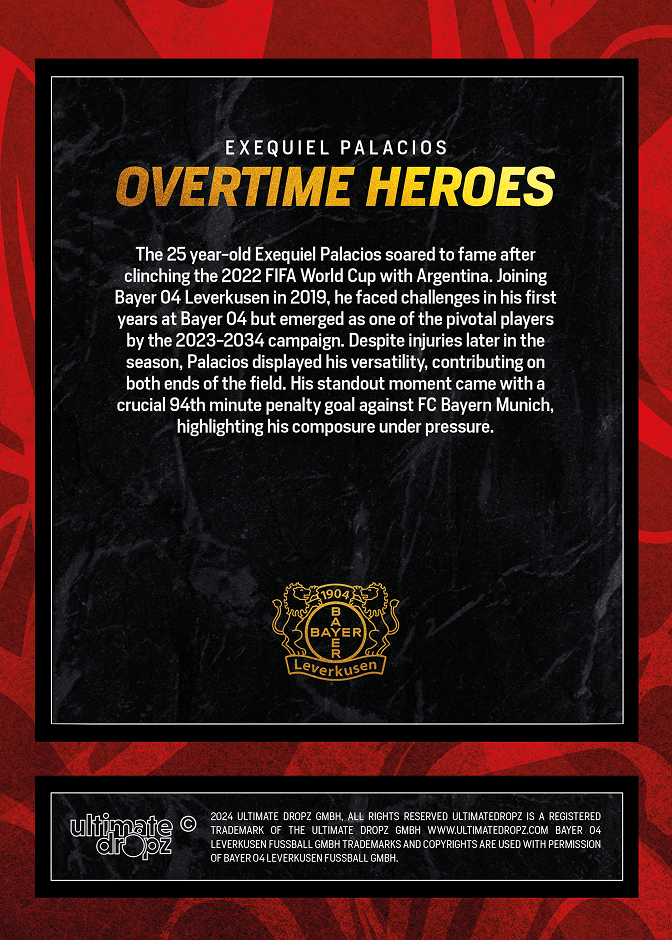 EXEQUIEL PALACIOS
OVERTIME HEROES
The 25 year-old Exequiel Palacios soared to fame after
clinching the 2022 FIFA World Cup with Argentina. Joining
Bayer 04 Leverkusen in 2019, he faced challenges in his first
years at Bayer 04 but emerged as one of the pivotal players
by the 2023-2034 campaign. Despite injuries later in the
season, Palacios displayed his versatility, contributing on
both ends of the field. His standout moment came with a
crucial 94th minute penalty goal against FC Bayern Munich,
highlighting his composure under pressure.
1904
BAYER
BAYER
Leverkusen
ultimate dropz ©
2024 ULTIMATE DROPZ GMBH, ALL RIGHTS RESERVED ULTIMATEDROPZ IS A REGISTERED
TRADEMARK OF THE ULTIMATE DROPZ GMBH WWW.ULTIMATEDROPZ.COM BAYER 04
LEVERKUSEN FUSSBALL GMBH TRADEMARKS AND COPYRIGHTS ARE USED WITH PERMISSION
OF BAYER 04 LEVERKUSEN FUSSBALL GMBH.